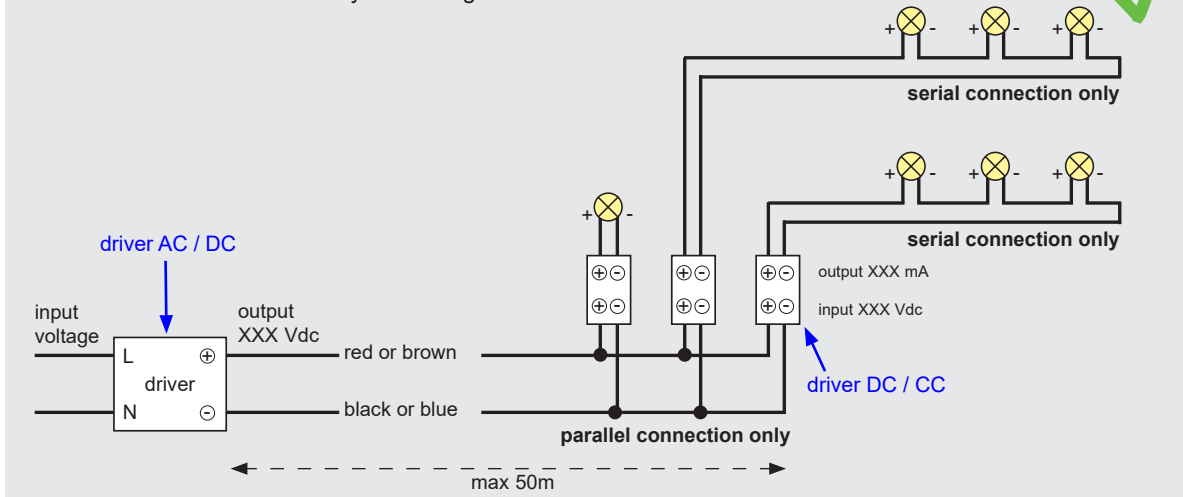 + - + - + -
serial connection only
+ - + - + -
serial connection only
+ -
driver AC / DC
+ - + - + -
output XXX mA
+ - + - + -
input XXX Vdc
input
voltage
output
XXX Vdc
L +
red or brown
driver
driver DC / CC
N -
black or blue
parallel connection only
max 50m